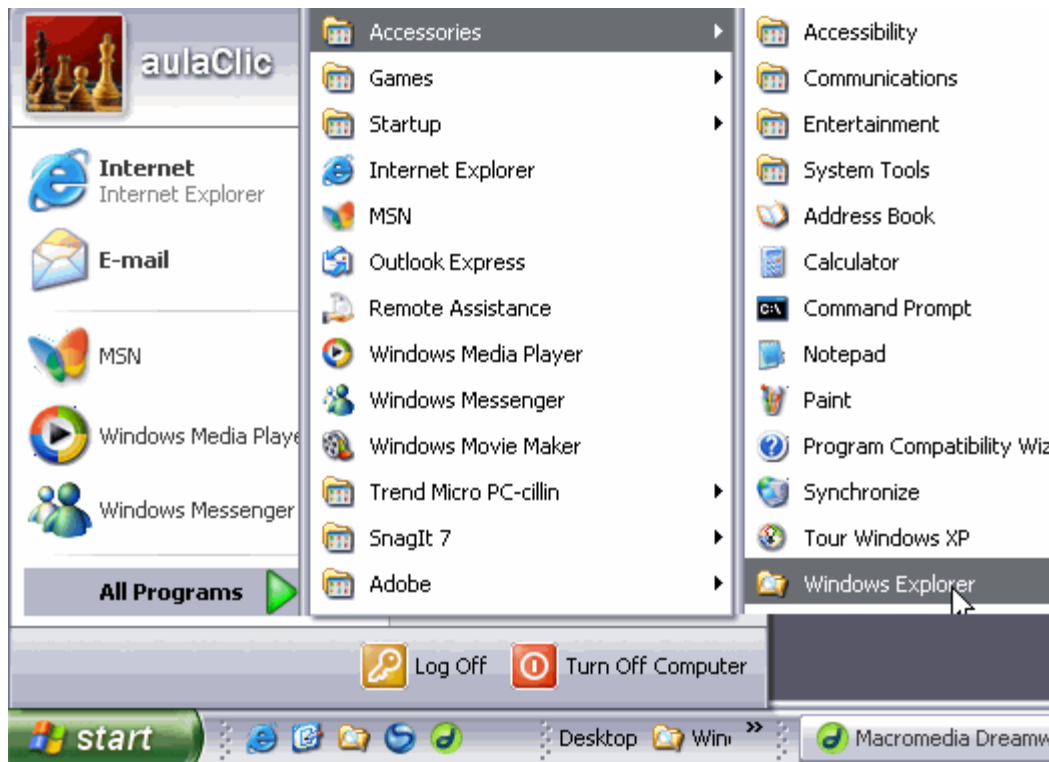 aulaClic
Internet
Internet Explorer
E-mail
MSN
Windows Media Playe
Windows Messenger
All Programs
Accessories
Games
Startup
Internet Explorer
MSN
Outlook Express
Remote Assistance
Windows Media Player
Windows Messenger
Windows Movie Maker
Trend Micro PC-cillin
SnagIt 7
Adobe
Accessibility
Communications
Entertainment
System Tools
Address Book
Calculator
C:\
Command Prompt
Notepad
Paint
Program Compatibility Wiz
Synchronize
Tour Windows XP
Windows Explorer
Log Off
Turn Off Computer
start
Desktop
Win
Macromedia Dreamw